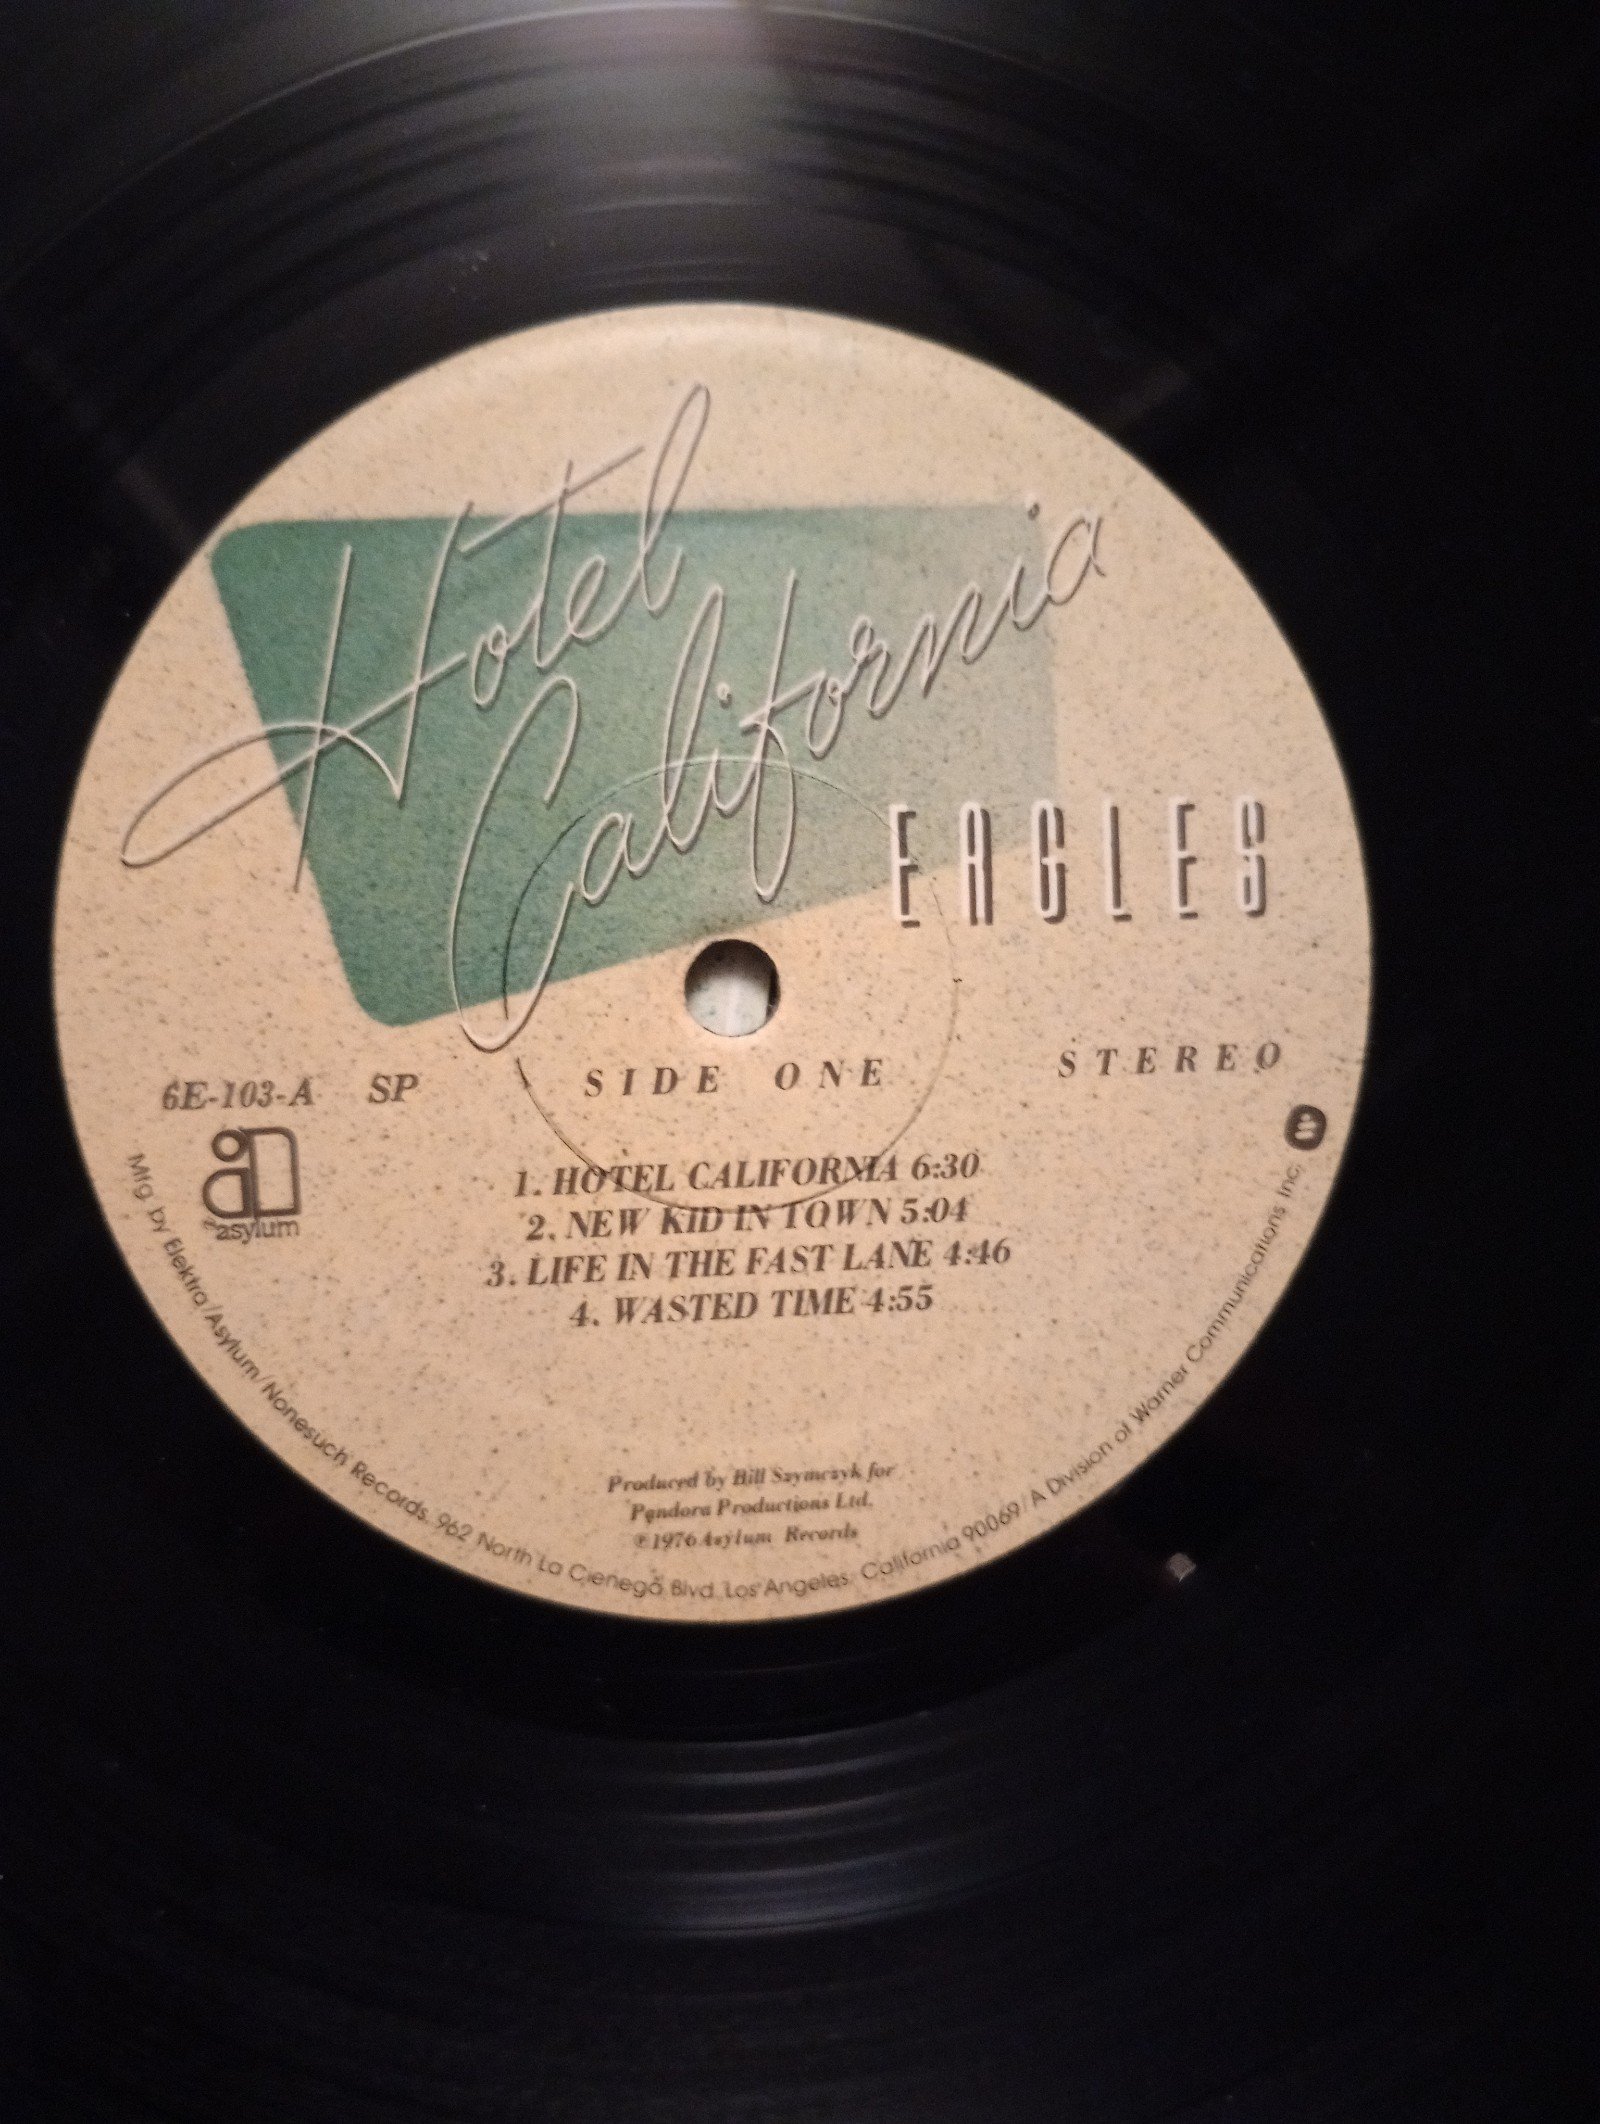 Hotel
California
EAGLES
SIDE ONE
STEREO
6E-103-A SP
asylum
1. HOTEL CALIFORNIA 6:30
2. NEW KID IN TOWN 5:04
3. LIFE IN THE FAST LANE 4:46
4. WASTED TIME 4:55
Produced by Bill Szymczyk for
Pandora Productions Ltd.
℗1976 Asylum Records
Mfg. by Elektra/Asylum/Nonesuch Records. 962 North La Cienega Blvd. Los Angeles, California 90069/A Division of Warner Communications Inc.